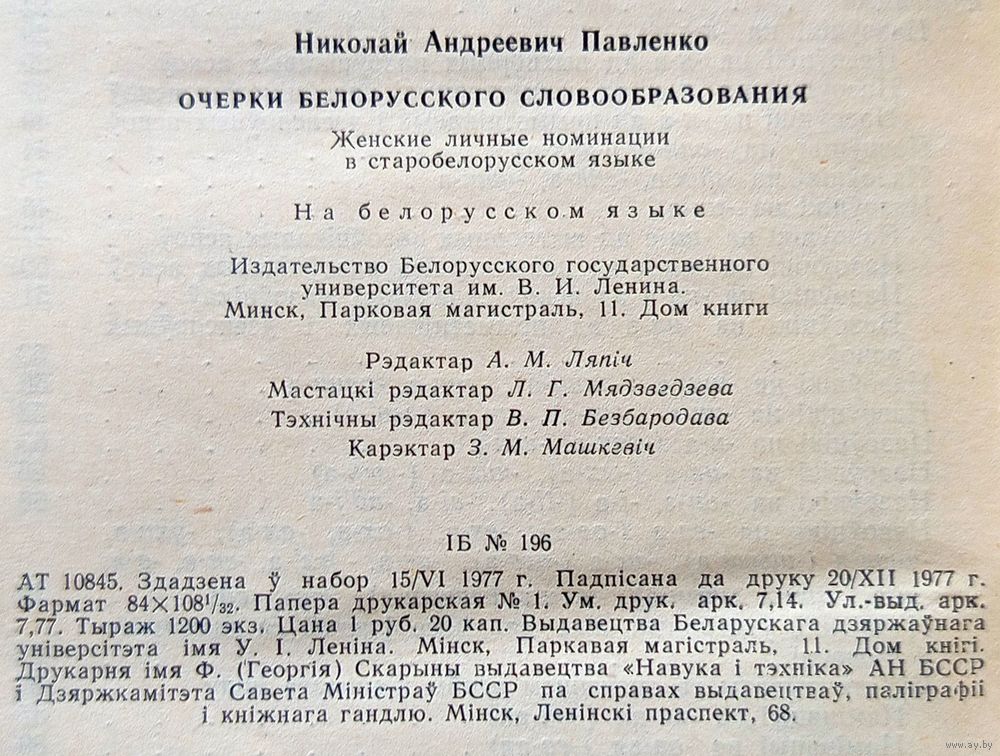 Николай Андреевич Павленко
ОЧЕРКИ БЕЛОРУССКОГО СЛОВООБРАЗОВАНИЯ
Женские личные номинации
в старобелорусском языке
На белорусском языке
Издательство Белорусского государственного
университета им. В. И. Ленина.
Минск, Парковая магистраль, 11. Дом книги
Рэдактар А. М. Ляпіч
Мастацкі рэдактар Л. Г. Мядзведзева
Тэхнічны рэдактар В. П. Безбародава
Карэктар З. М. Машкевіч
ІБ № 196
АТ 10845. Здадзена ў набор 15/VI 1977 г. Падпісана да друку 20/XII 1977 г.
Фармат 84×108¹/₃₂. Папера друкарская № 1. Ум. друк. арк. 7,14. Ул.-выд. арк.
7,77. Тыраж 1200 экз. Цана 1 руб. 20 кап. Выдавецтва Беларускага дзяржаўнага
універсітэта імя У. І. Леніна. Мінск, Паркавая магістраль, 11. Дом кнігі.
Друкарня імя Ф. (Георгія) Скарыны выдавецтва «Навука і тэхніка» АН БССР
і Дзяржкамітэта Савета Міністраў БССР па справах выдавецтваў, паліграфіі
і кніжнага гандлю. Мінск, Ленінскі праспект, 68.
www.ay.by